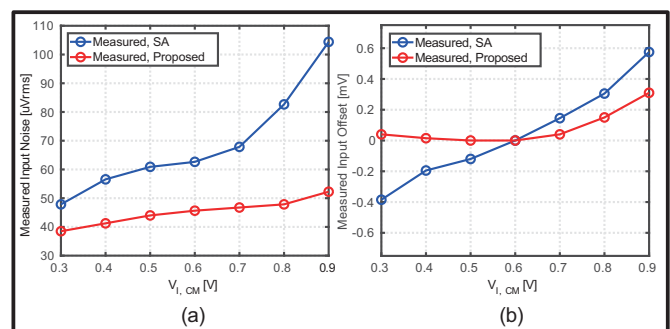 110
100
90
80
70
60
50
40
30
Measured Input Noise [uVrms]
Measured, SA
Measured, Proposed
0.3 0.4 0.5 0.6 0.7 0.8 0.9
V_I, CM [V]
(a)
0.6
0.4
0.2
0
-0.2
-0.4
-0.6
Measured Input Offset [mV]
Measured, SA
Measured, Proposed
0.3 0.4 0.5 0.6 0.7 0.8 0.9
V_I, CM [V]
(b)